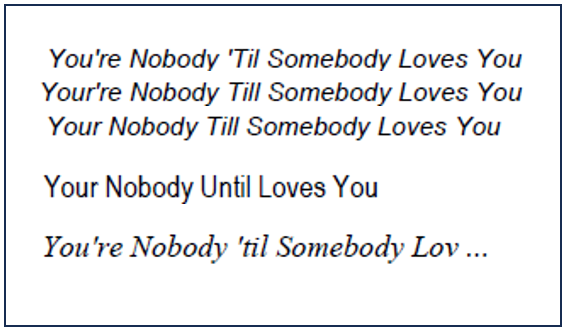 You're Nobody 'Til Somebody Loves You
Your're Nobody Till Somebody Loves You
Your Nobody Till Somebody Loves You
Your Nobody Until Loves You
You're Nobody 'til Somebody Lov ...